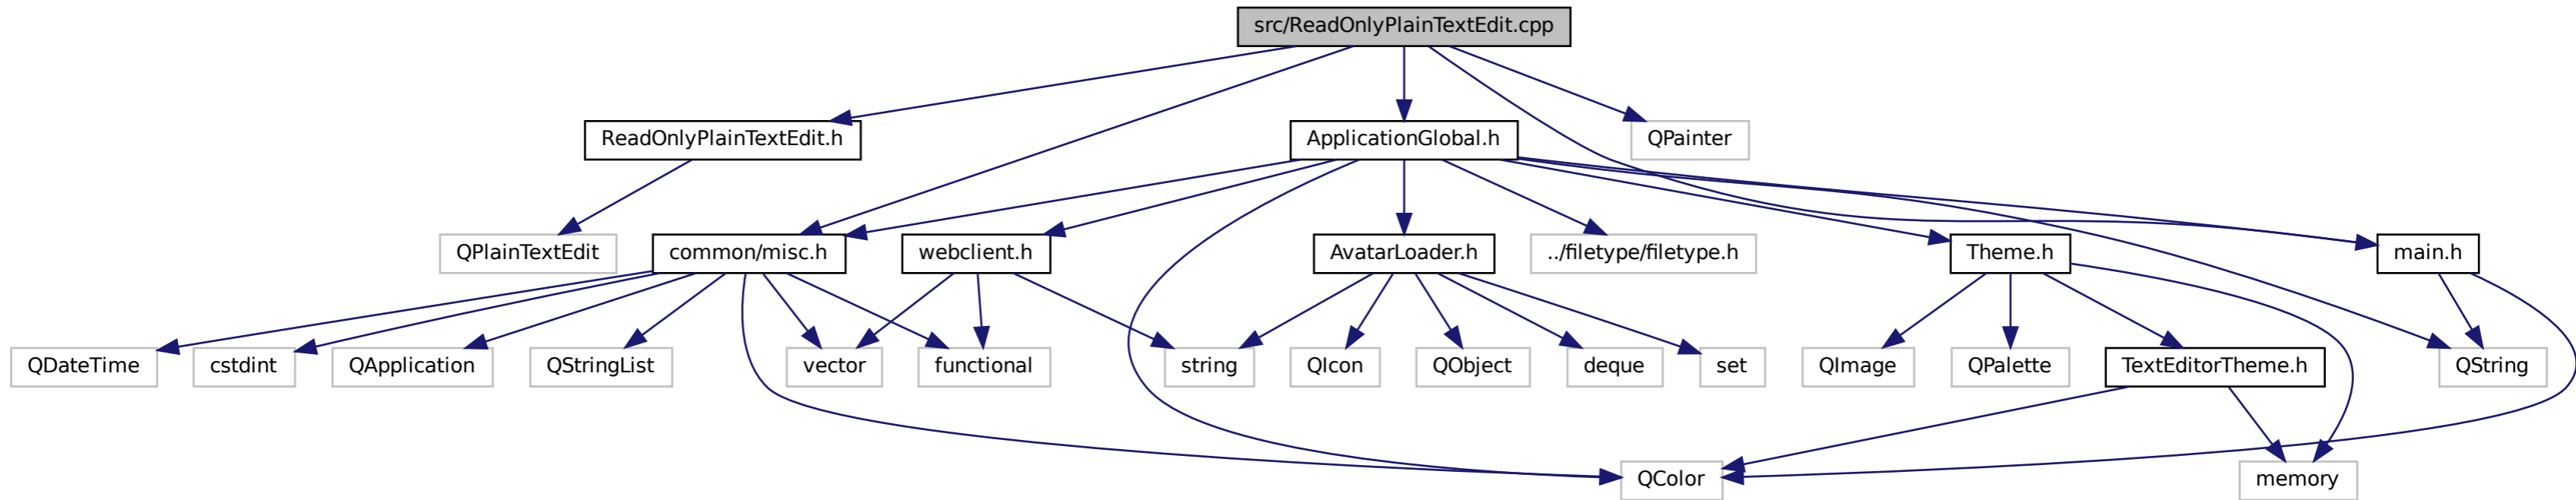 src/ReadOnlyPlainTextEdit.cpp
ReadOnlyPlainTextEdit.h
ApplicationGlobal.h
QPainter
QPlainTextEdit
common/misc.h
webclient.h
AvatarLoader.h
../filetype/filetype.h
Theme.h
main.h
QDateTime
cstdint
QApplication
QStringList
vector
functional
string
QIcon
QObject
deque
set
QImage
QPalette
TextEditorTheme.h
QString
QColor
memory